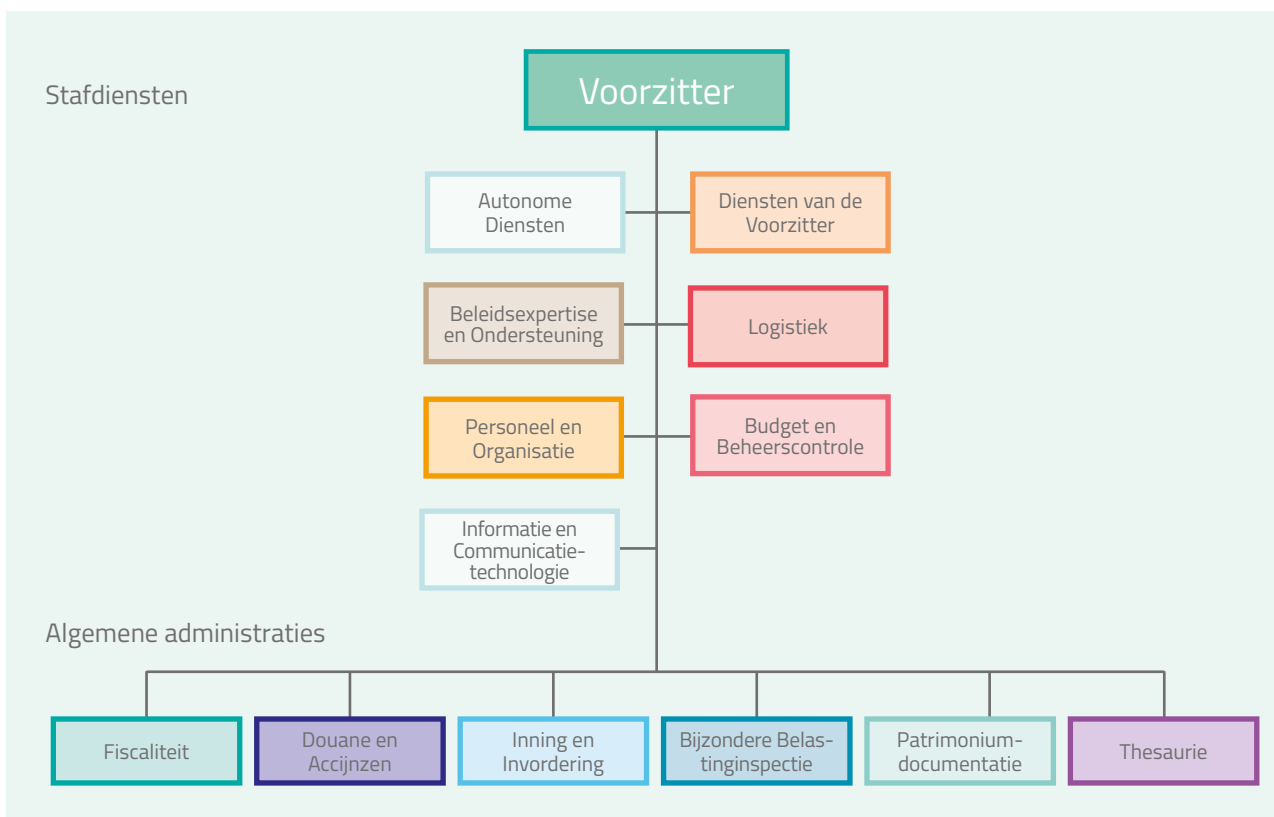 Stafdiensten
Voorzitter
Autonome
Diensten
Diensten van de
Voorzitter
Beleidsexpertise
en Ondersteuning
Logistiek
Personeel en
Organisatie
Budget en
Beheerscontrole
Informatie en
Communicatie-
technologie
Algemene administraties
Fiscaliteit
Douane en
Accijnzen
Inning en
Invordering
Bijzondere Belas-
tinginspectie
Patrimonium-
documentatie
Thesaurie